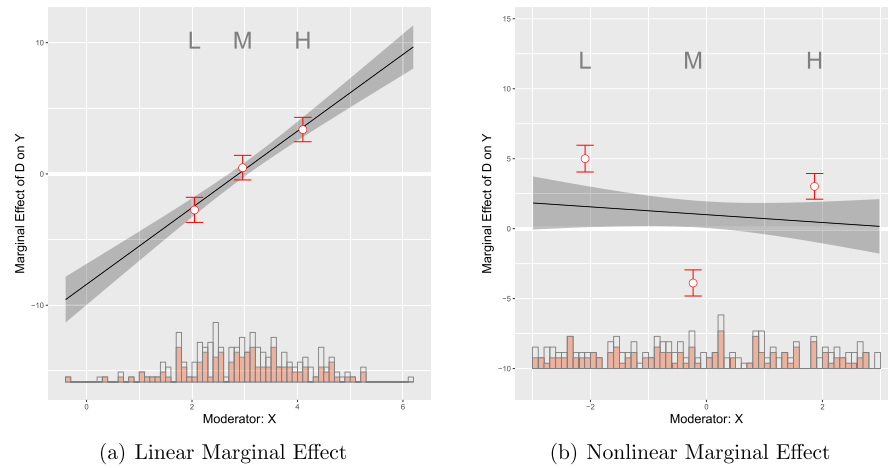 L M H
10
0
−10
0 2 4 6
Marginal Effect of D on Y
Moderator: X
(a) Linear Marginal Effect
L M H
15
10
5
0
−5
−10
−2 0 2
Marginal Effect of D on Y
Moderator: X
(b) Nonlinear Marginal Effect